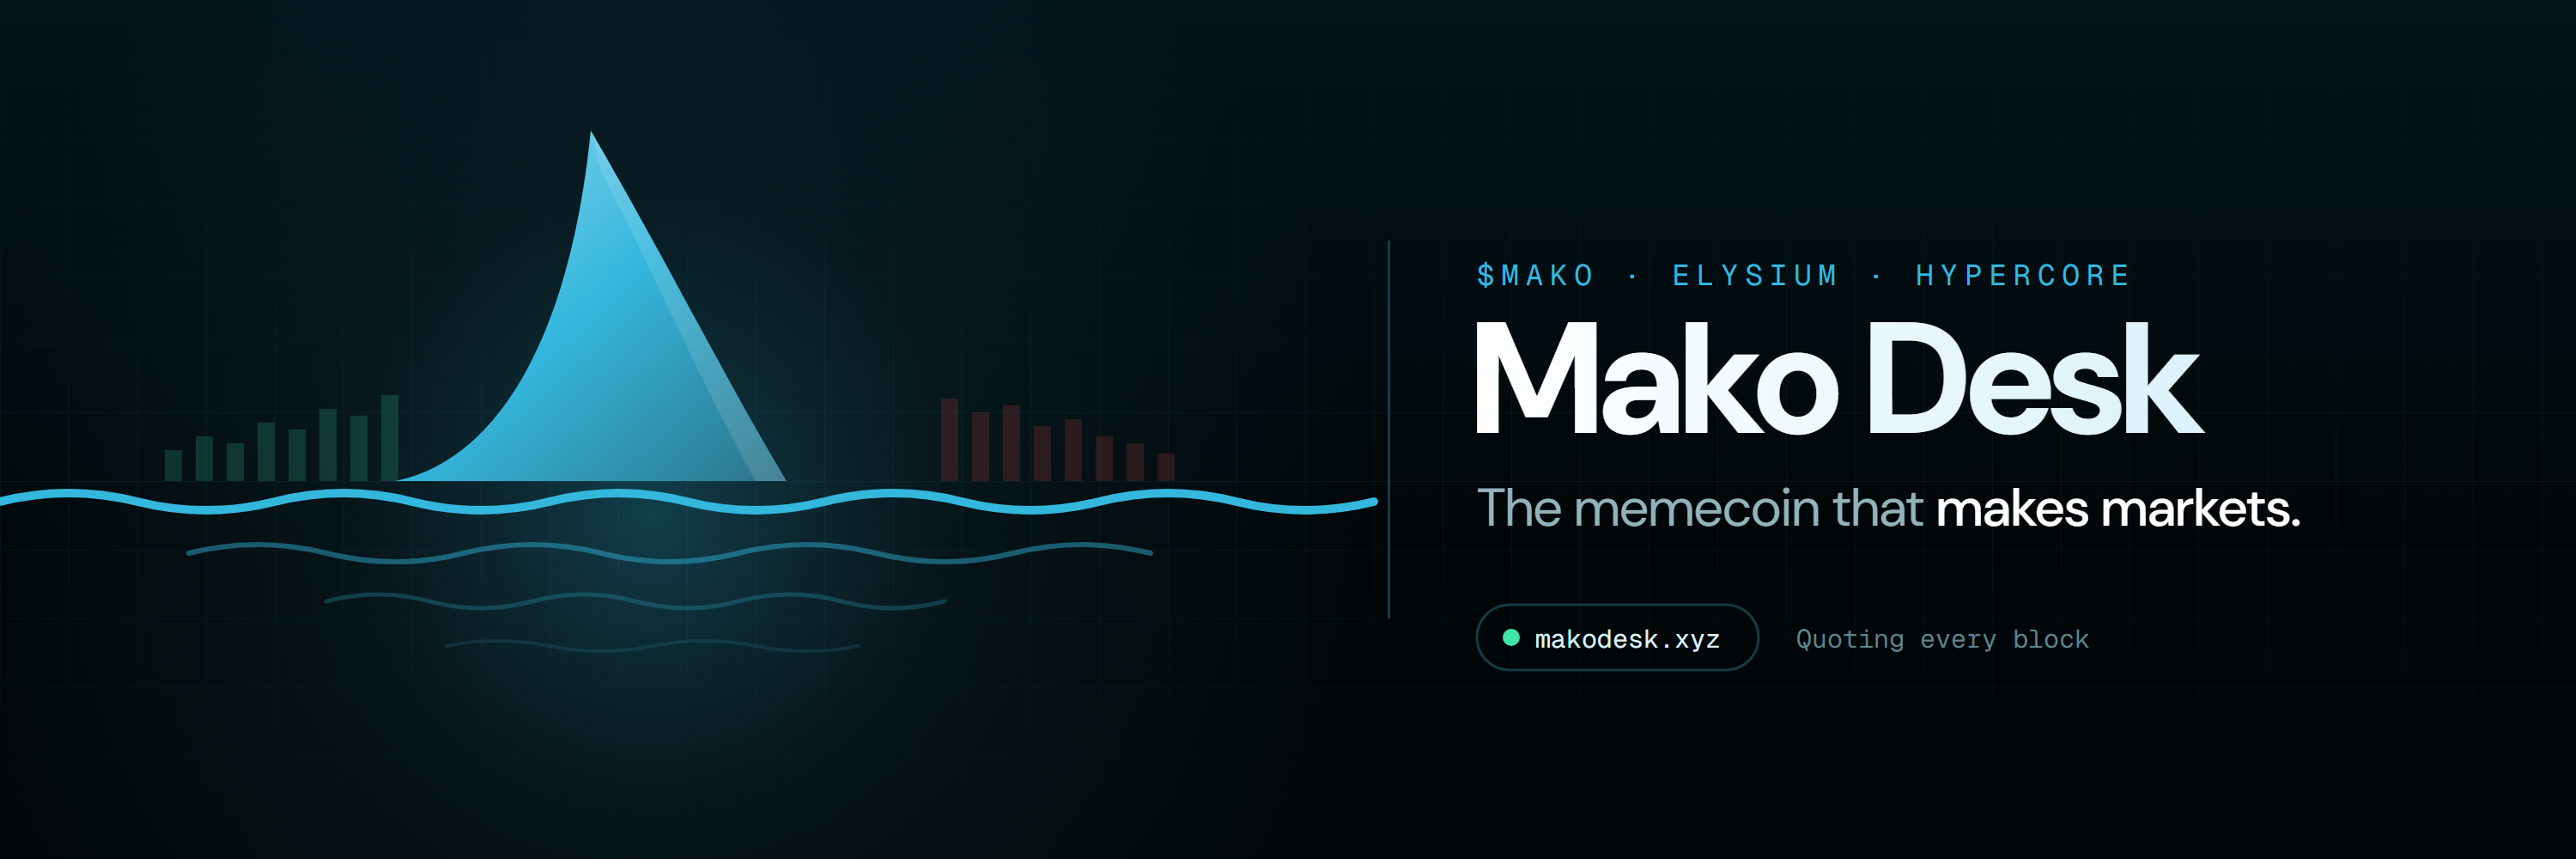 $MAKO · ELYSIUM · HYPERCORE
Mako Desk
The memecoin that makes markets.
makodesk.xyz
Quoting every block